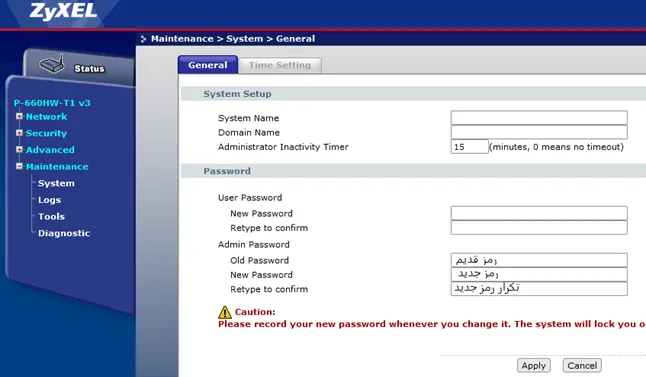 ZyXEL
Maintenance > System > General
Status
General
Time Setting
P-660HW-T1 v3
Network
Security
Advanced
Maintenance
System
Logs
Tools
Diagnostic
System Setup
System Name
Domain Name
Administrator Inactivity Timer 15 (minutes, 0 means no timeout)
Password
User Password
New Password
Retype to confirm
Admin Password
Old Password رمز قدیم
New Password رمز جدید
Retype to confirm تکرار رمز جدید
Caution:
Please record your new password whenever you change it. The system will lock you o
Apply Cancel